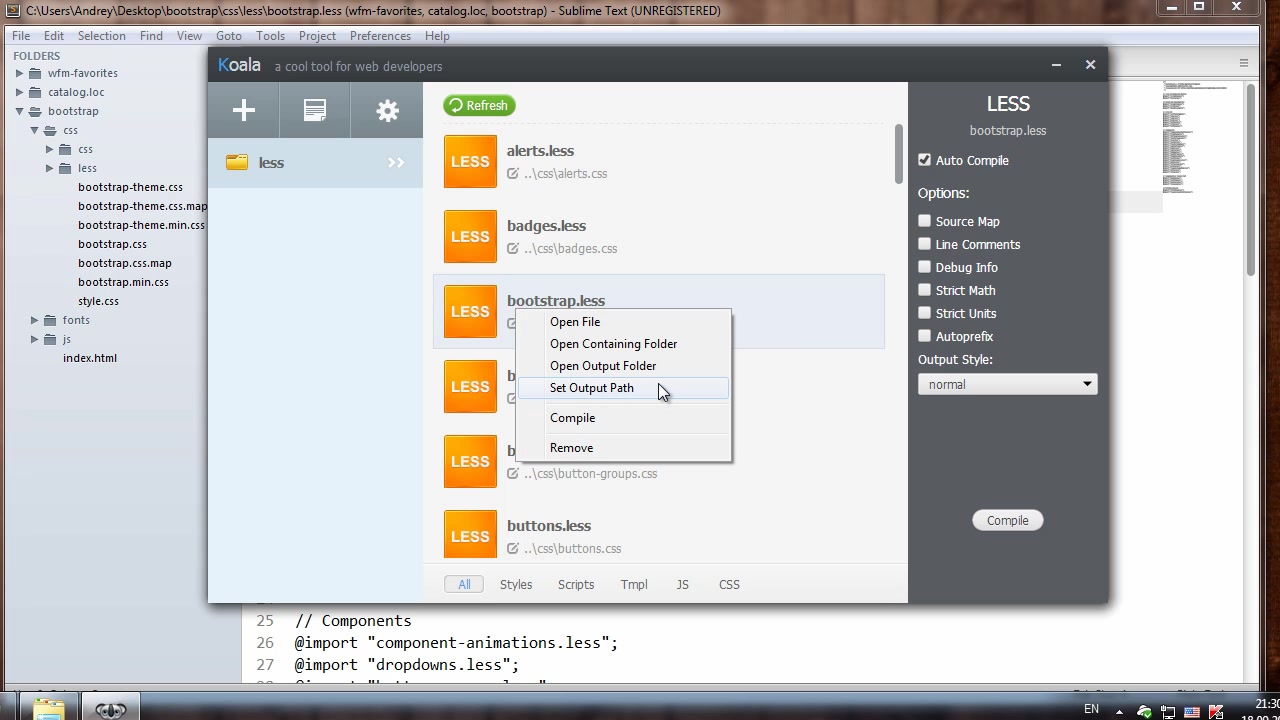 C:\Users\Andrey\Desktop\bootstrap\css\less\bootstrap.less (wfm-favorites, catalog.loc, bootstrap) - Sublime Text (UNREGISTERED)
File Edit Selection Find View Goto Tools Project Preferences Help
FOLDERS
wfm-favorites
catalog.loc
bootstrap
css
css
less
bootstrap-theme.css
bootstrap-theme.css.map
bootstrap-theme.min.css
bootstrap.css
bootstrap.css.map
bootstrap.min.css
style.css
fonts
js
index.html
Koala a cool tool for web developers
less
Refresh
LESS alerts.less
..\css\alerts.css
LESS badges.less
..\css\badges.css
LESS bootstrap.less
Open File
Open Containing Folder
Open Output Folder
Set Output Path
Compile
Remove
LESS
LESS
..\css\button-groups.css
LESS buttons.less
..\css\buttons.css
All Styles Scripts Tmpl JS CSS
LESS
bootstrap.less
Auto Compile
Options:
Source Map
Line Comments
Debug Info
Strict Math
Strict Units
Autoprefix
Output Style:
normal
Compile
25 // Components
26 @import "component-animations.less";
27 @import "dropdowns.less";
EN
21:30